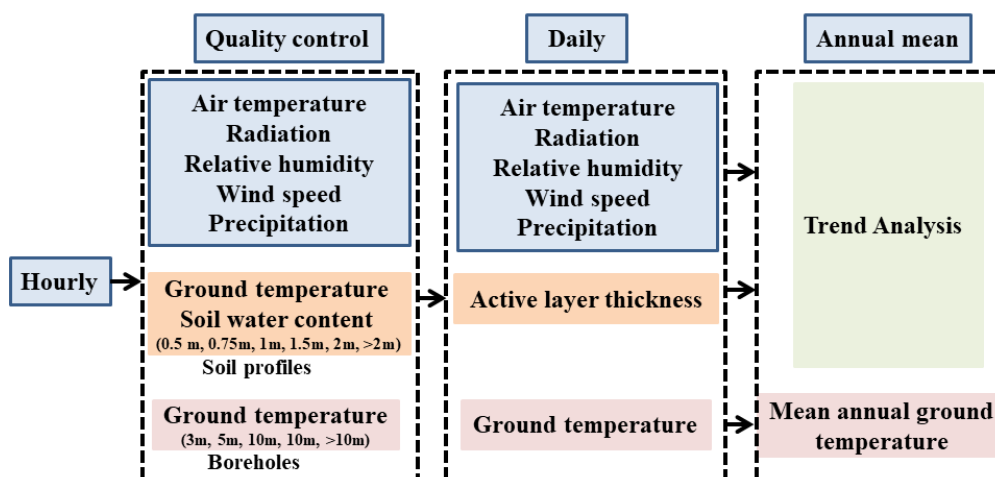 Quality control
Daily
Annual mean
Hourly
Air temperature
Radiation
Relative humidity
Wind speed
Precipitation
Ground temperature
Soil water content
(0.5 m, 0.75m, 1m, 1.5m, 2m, >2m)
Soil profiles
Ground temperature
(3m, 5m, 10m, 10m, >10m)
Boreholes
Air temperature
Radiation
Relative humidity
Wind speed
Precipitation
Active layer thickness
Ground temperature
Trend Analysis
Mean annual ground
temperature